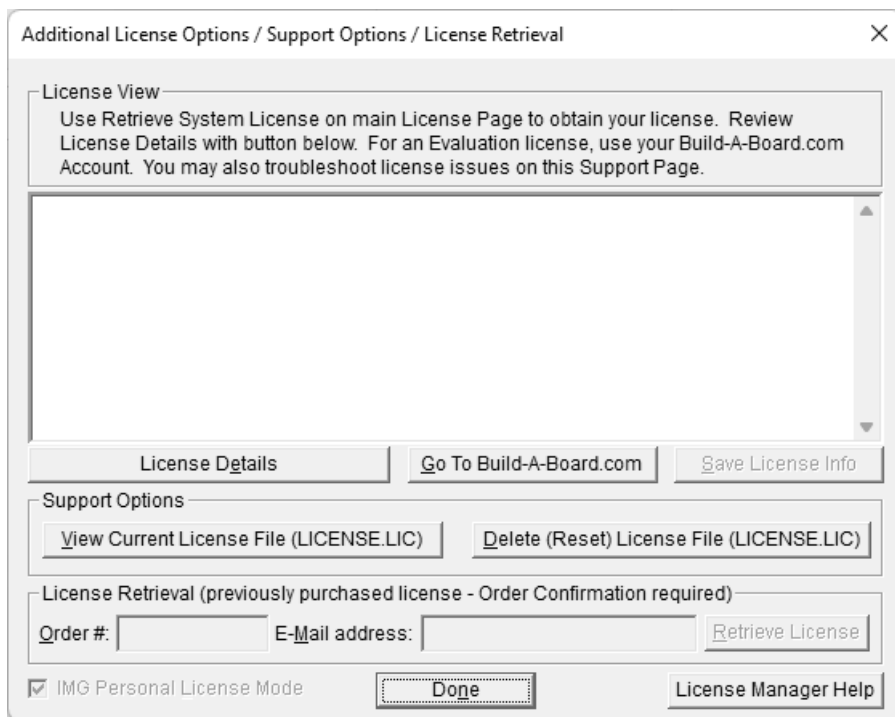 Additional License Options / Support Options / License Retrieval
License View
Use Retrieve System License on main License Page to obtain your license. Review
License Details with button below. For an Evaluation license, use your Build-A-Board.com
Account. You may also troubleshoot license issues on this Support Page.
License Details
Go To Build-A-Board.com
Save License Info
Support Options
View Current License File (LICENSE.LIC)
Delete (Reset) License File (LICENSE.LIC)
License Retrieval (previously purchased license - Order Confirmation required)
Order #:
E-Mail address:
Retrieve License
IMG Personal License Mode
Done
License Manager Help